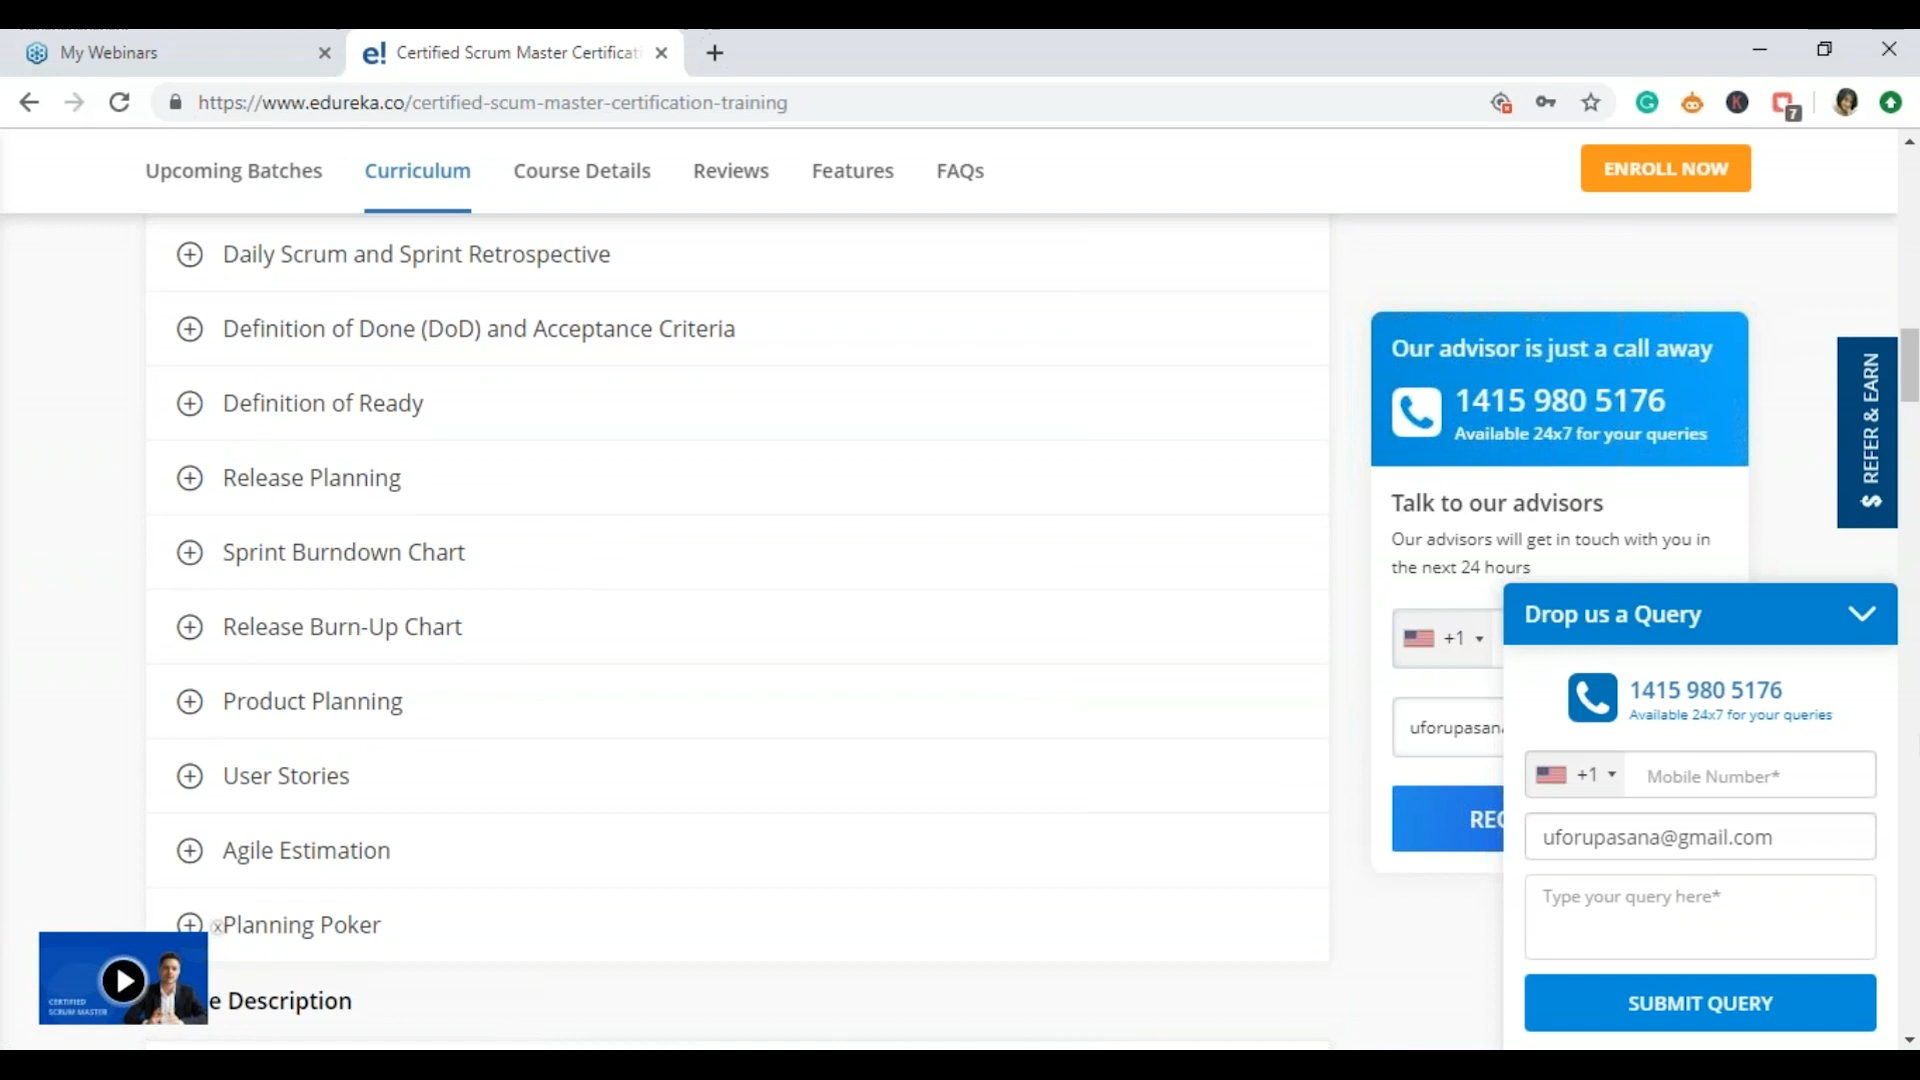 My Webinars
e! Certified Scrum Master Certificati
https://www.edureka.co/certified-scum-master-certification-training
7
Upcoming Batches
Curriculum
Course Details
Reviews
Features
FAQs
ENROLL NOW
Daily Scrum and Sprint Retrospective
Definition of Done (DoD) and Acceptance Criteria
Definition of Ready
Release Planning
Sprint Burndown Chart
Release Burn-Up Chart
Product Planning
User Stories
Agile Estimation
Planning Poker
e Description
CERTIFIED
SCRUM MASTER
Our advisor is just a call away
1415 980 5176
Available 24x7 for your queries
Talk to our advisors
Our advisors will get in touch with you in
the next 24 hours
+1
uforupasana
REQ
$ REFER & EARN
Drop us a Query
1415 980 5176
Available 24x7 for your queries
+1 Mobile Number*
uforupasana@gmail.com
Type your query here*
SUBMIT QUERY